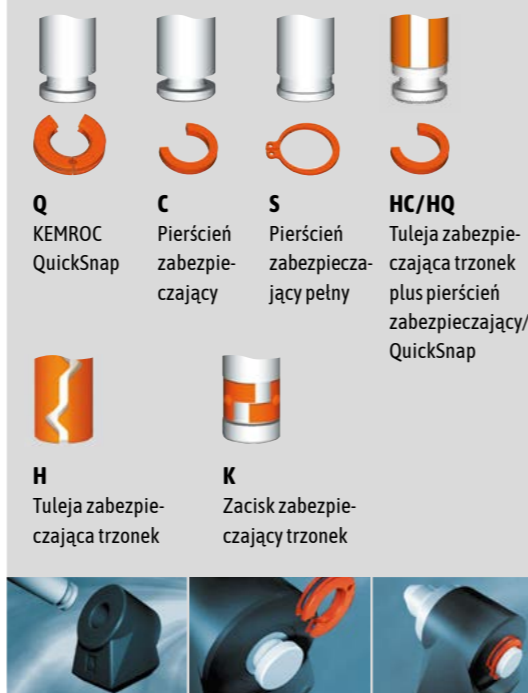 Q
KEMROC
QuickSnap
C
Pierścień
zabezpie-
czający
S
Pierścień
zabezpiecza-
jący pełny
HC/HQ
Tuleja zabezpie-
czająca trzonek
plus pierścień
zabezpieczający/
QuickSnap
H
Tuleja zabezpie-
czająca trzonek
K
Zacisk zabezpie-
czający trzonek